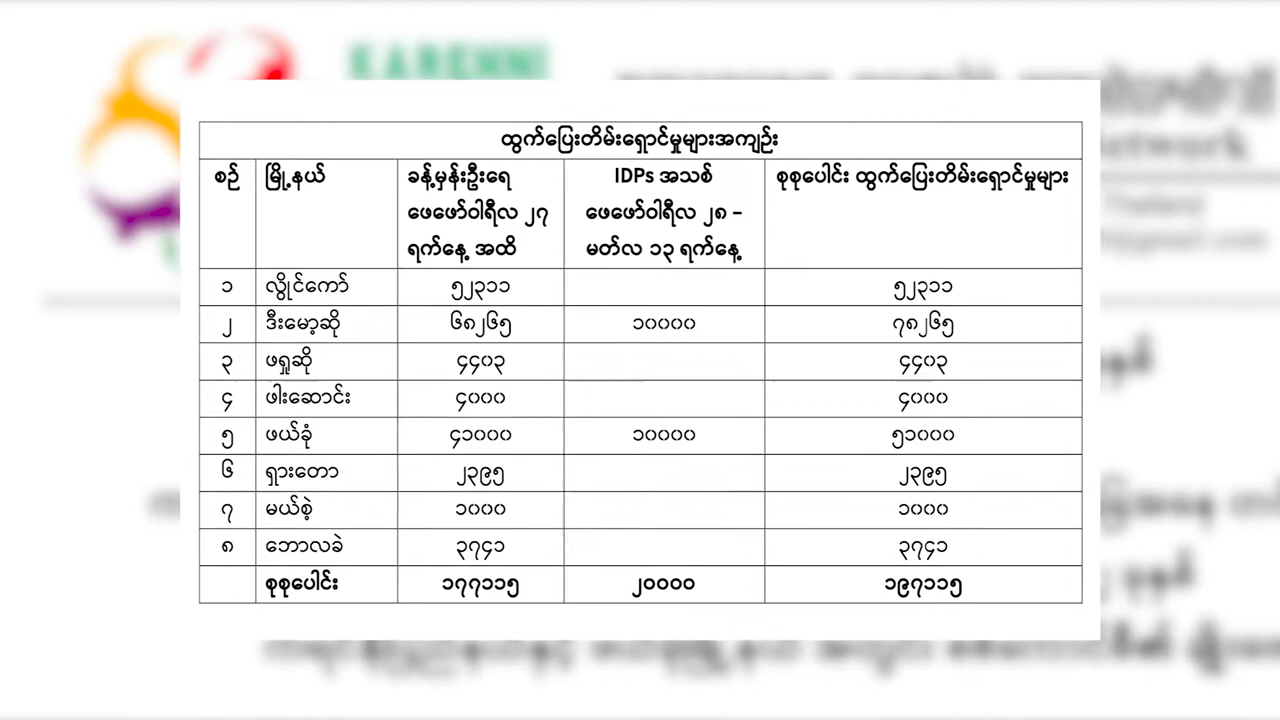 KARENNI
ထွက်ပြေးတိမ်းရှောင်မှုများအကျဉ်း
စဉ် မြို့နယ် ခန့်မှန်းဦးရေ ဖေဖော်ဝါရီလ ၂၇ ရက်နေ့ အထိ IDPs အသစ် ဖေဖော်ဝါရီလ ၂၈ – မတ်လ ၁၃ ရက်နေ့ စုစုပေါင်း ထွက်ပြေးတိမ်းရှောင်မှုများ
၁ လွိုင်ကော် ၅၂၃၁၁ ၅၂၃၁၁
၂ ဒီးမော့ဆို ၆၈၂၆၅ ၁၀၀၀၀ ၇၈၂၆၅
၃ ဖရူဆို ၄၄၀၃ ၄၄၀၃
၄ ဖါးဆောင်း ၄၀၀၀ ၄၀၀၀
၅ ဖယ်ခုံ ၄၁၀၀၀ ၁၀၀၀၀ ၅၁၀၀၀
၆ ရှားတော ၂၃၉၅ ၂၃၉၅
၇ မယ်စဲ့ ၁၀၀၀ ၁၀၀၀
၈ ဘောလခဲ ၃၇၄၁ ၃၇၄၁
စုစုပေါင်း ၁၇၇၁၁၅ ၂၀၀၀၀ ၁၉၇၁၁၅